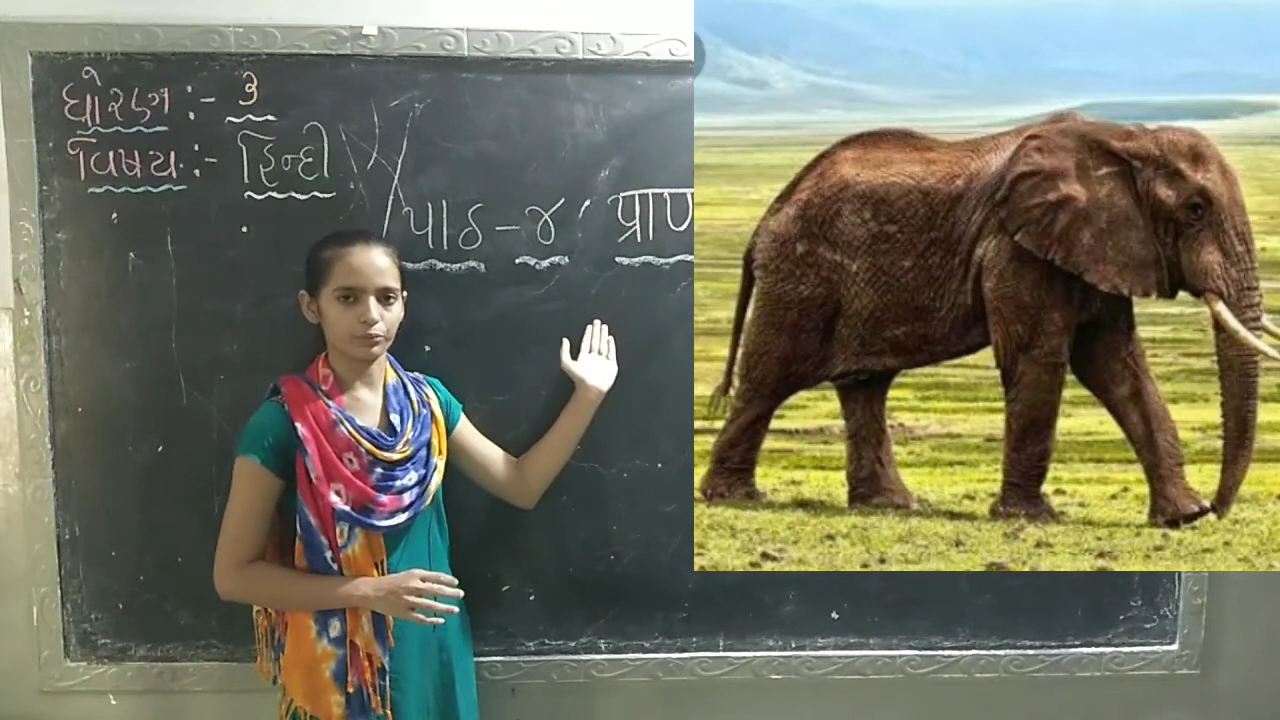 ધોરણ :- ૩
વિષય :- હિન્દી
પાઠ - ૪